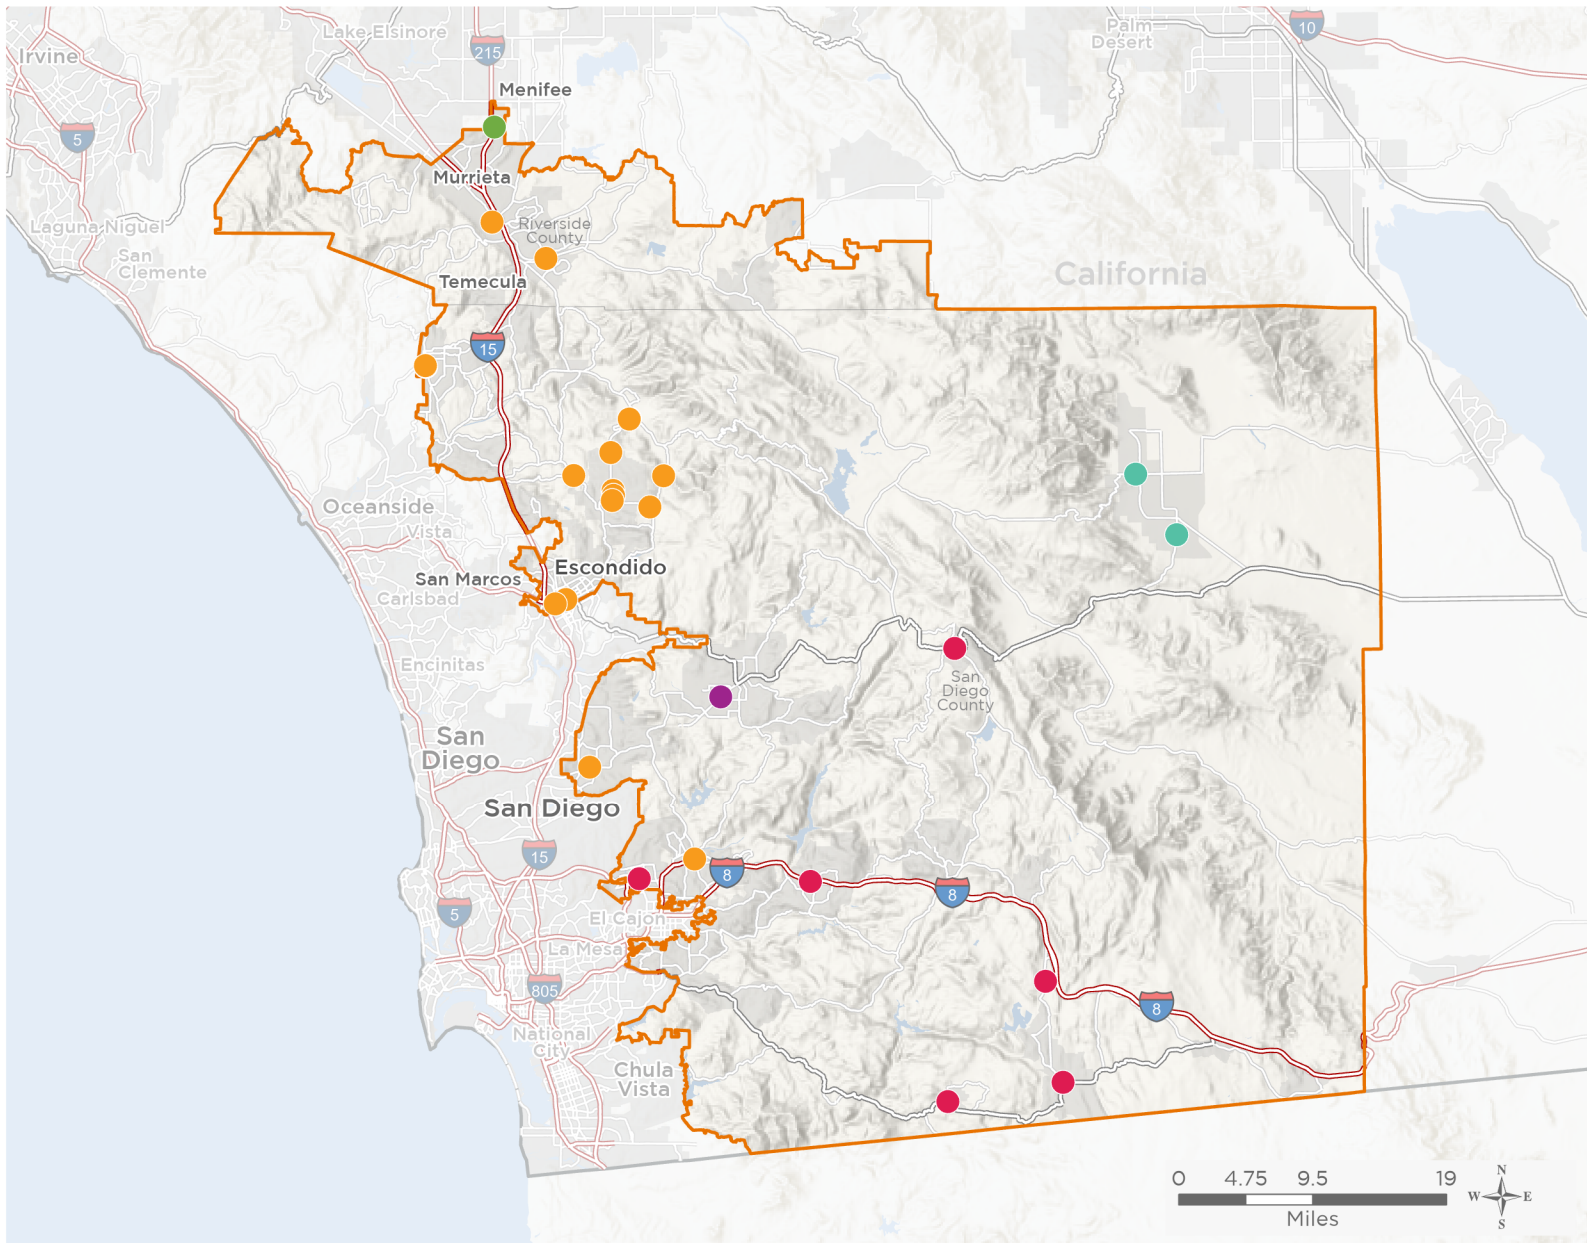 Lake Elsinore
Palm
Desert
10
Irvine
215
Menifee
5
Murrieta
Laguna Niguel
Riverside
County
San
Clemente
Temecula
California
15
Oceanside
Vista
Escondido
San Marcos
Carlsbad
Encinitas
San
Diego
County
San
Diego
San Diego
15
8
8
5
El Cajon
La Mesa
805
8
National
City
Chula
Vista
0 4.75 9.5 19
Miles
N
W E
S